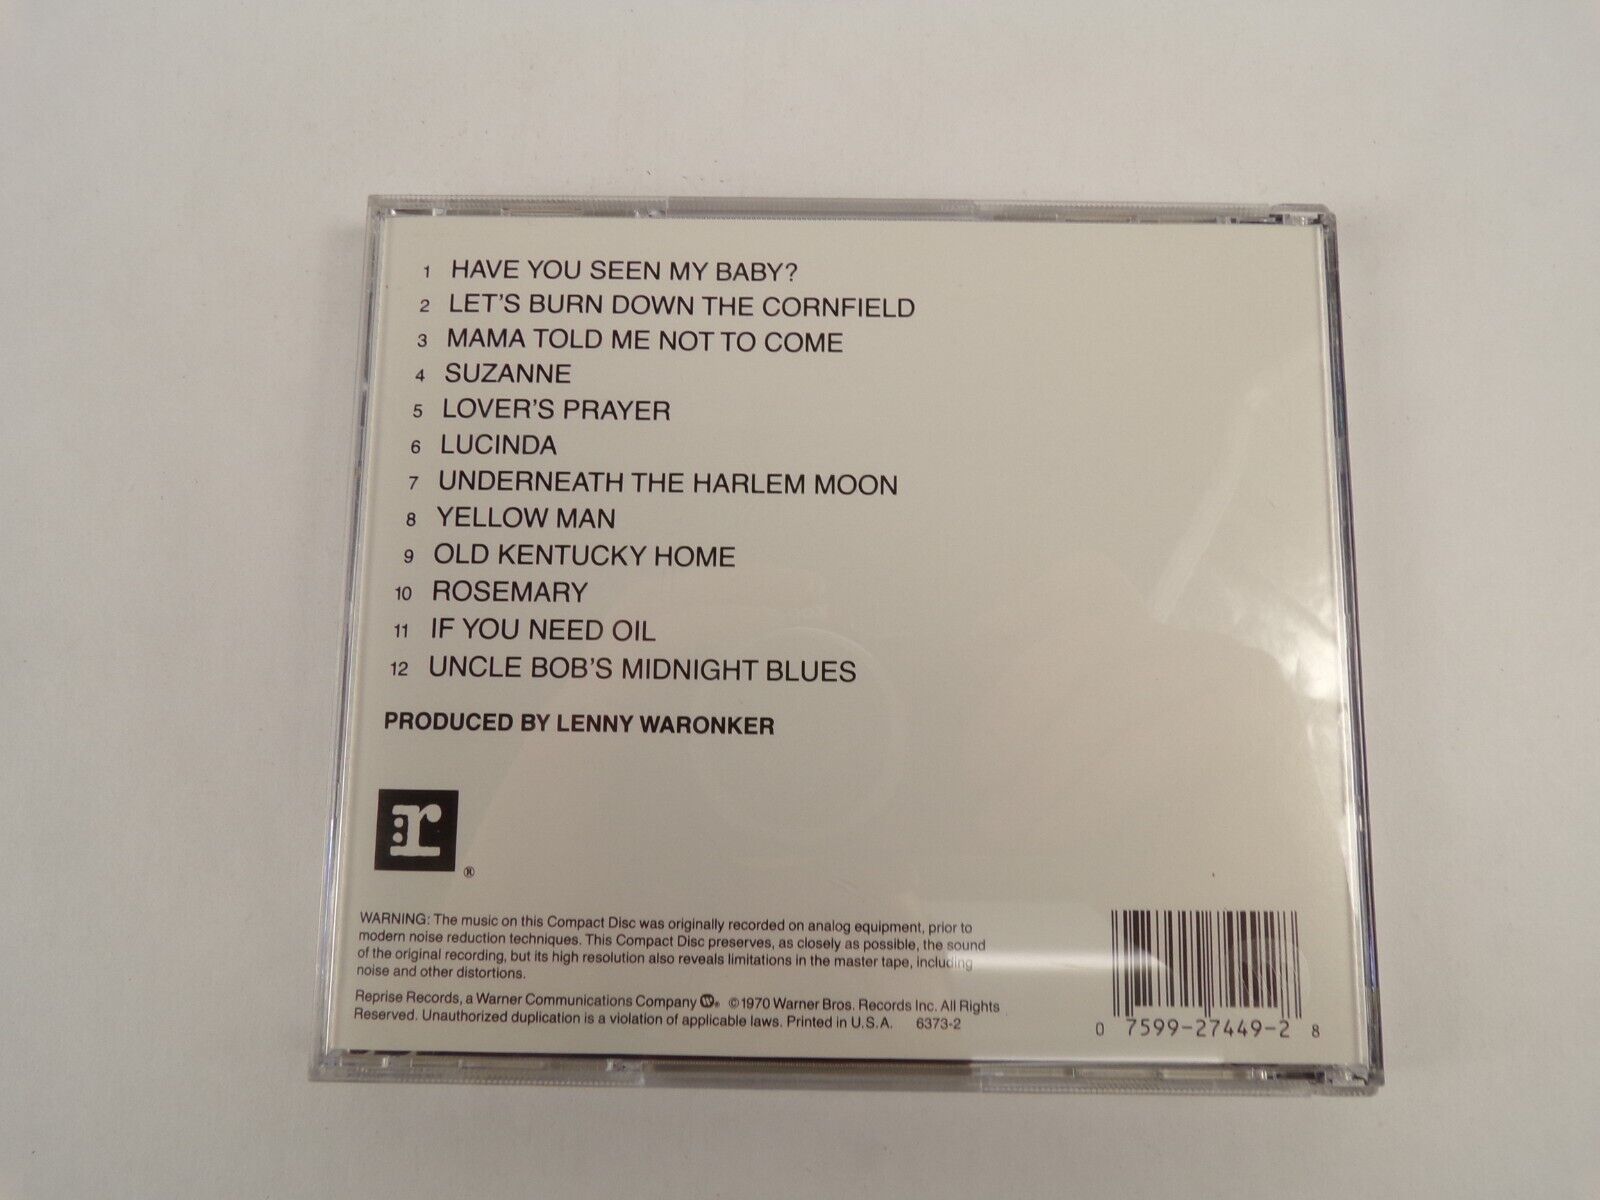 1 HAVE YOU SEEN MY BABY?
2 LET'S BURN DOWN THE CORNFIELD
3 MAMA TOLD ME NOT TO COME
4 SUZANNE
5 LOVER'S PRAYER
6 LUCINDA
7 UNDERNEATH THE HARLEM MOON
8 YELLOW MAN
9 OLD KENTUCKY HOME
10 ROSEMARY
11 IF YOU NEED OIL
12 UNCLE BOB'S MIDNIGHT BLUES
PRODUCED BY LENNY WARONKER
:r
®
WARNING: The music on this Compact Disc was originally recorded on analog equipment, prior to
modern noise reduction techniques. This Compact Disc preserves, as closely as possible, the sound
of the original recording, but its high resolution also reveals limitations in the master tape, including
noise and other distortions.
Reprise Records, a Warner Communications Company W® ©1970 Warner Bros. Records Inc. All Rights
Reserved. Unauthorized duplication is a violation of applicable laws. Printed in U.S.A. 6373-2
0 7599-27449-2 8